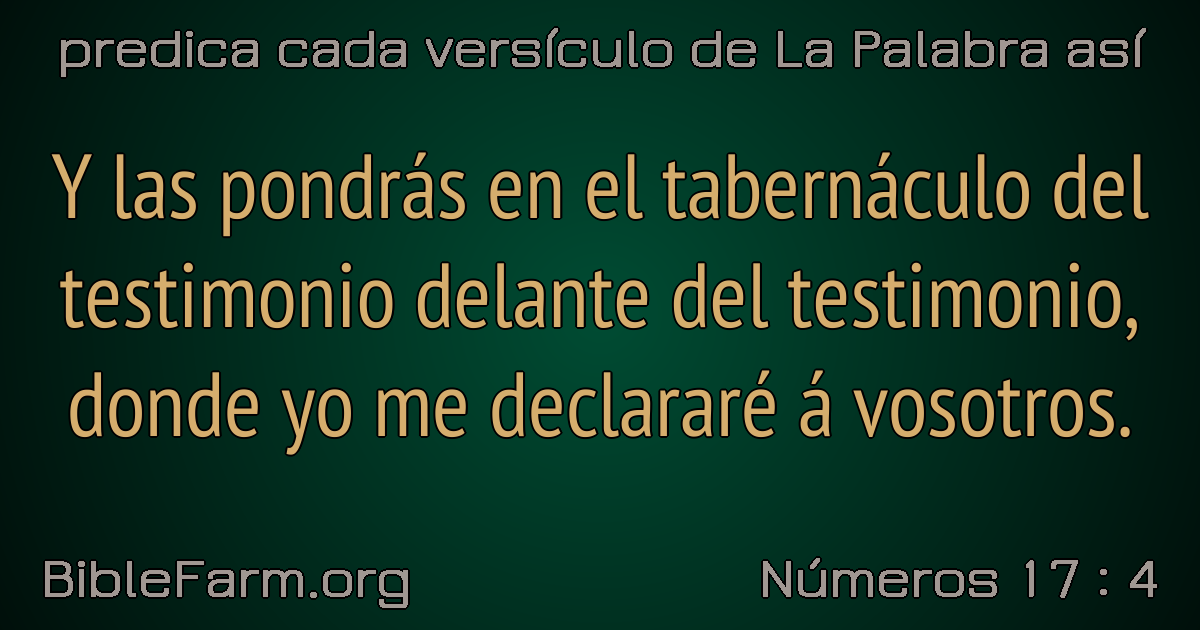 predica cada versículo de La Palabra así
Y las pondrás en el tabernáculo del
testimonio delante del testimonio,
donde yo me declararé á vosotros.
BibleFarm.org
Números 17 : 4